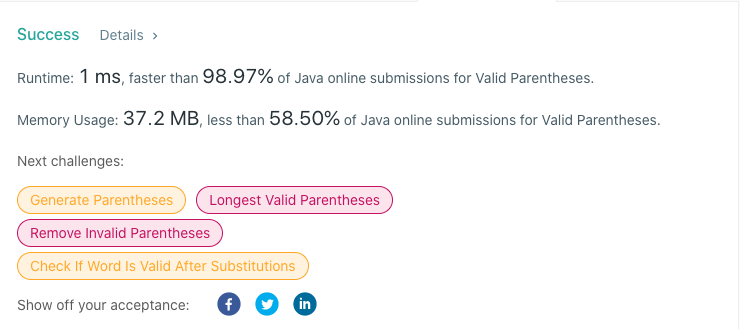 Success Details >
Runtime: 1 ms, faster than 98.97% of Java online submissions for Valid Parentheses.
Memory Usage: 37.2 MB, less than 58.50% of Java online submissions for Valid Parentheses.
Next challenges:
Generate Parentheses Longest Valid Parentheses
Remove Invalid Parentheses
Check If Word Is Valid After Substitutions
Show off your acceptance: f in